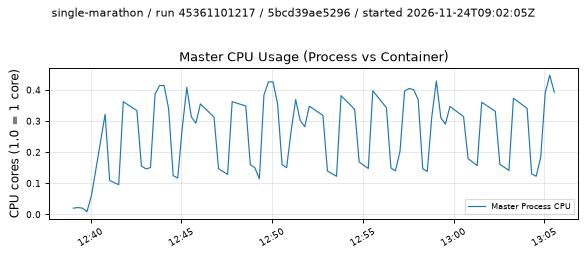 single-marathon / run 45361101217 / 5bcd39ae5296 / started 2026-11-24T09:02:05Z
Master CPU Usage (Process vs Container)
CPU cores (1.0 = 1 core)
0.4
0.3
0.2
0.1
0.0
Master Process CPU
12:40
12:45
12:50
12:55
13:00
13:05